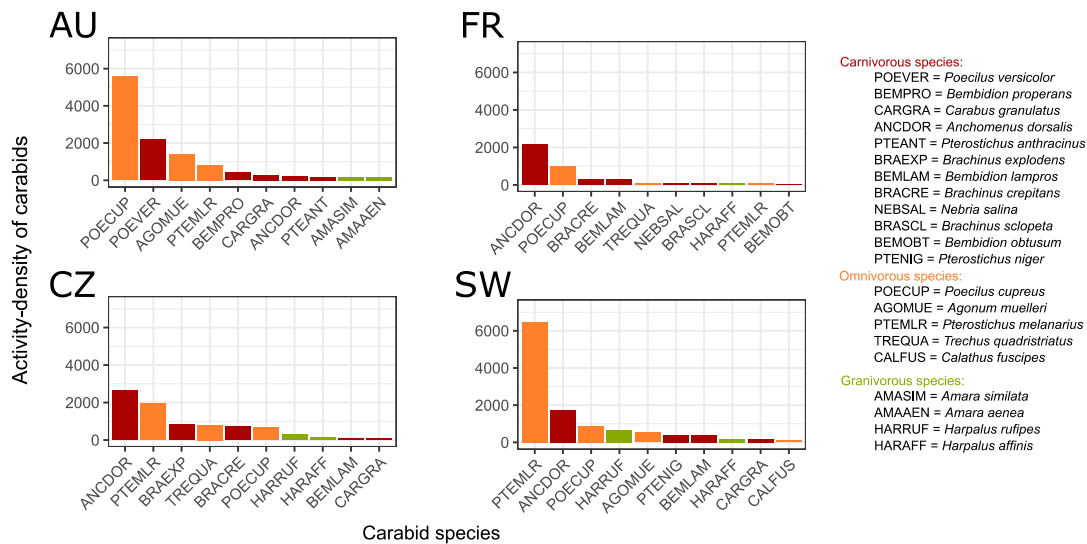 AU
6000
4000
2000
0
POECUP
POEVER
AGOMUE
PTEMLR
BEMPRO
CARGRA
ANCDOR
PTEANT
AMASIM
AMAAEN
FR
6000
4000
2000
0
ANCDOR
POECUP
BRACRE
BEMLAM
TREQUA
NEBSAL
BRASCL
HARAFF
PTEMLR
BEMOBT
CZ
6000
4000
2000
0
ANCDOR
PTEMLR
BRAEXP
TREQUA
BRACRE
POECUP
HARRUF
HARAFF
BEMLAM
CARGRA
SW
6000
4000
2000
0
PTEMLR
ANCDOR
POECUP
HARRUF
AGOMUE
PTENIG
BEMLAM
HARAFF
CARGRA
CALFUS
Activity-density of carabids
Carabid species
Carnivorous species:
POEVER = Poecilus versicolor
BEMPRO = Bembidion properans
CARGRA = Carabus granulatus
ANCDOR = Anchomenus dorsalis
PTEANT = Pterostichus anthracinus
BRAEXP = Brachinus explodens
BEMLAM = Bembidion lampros
BRACRE = Brachinus crepitans
NEBSAL = Nebria salina
BRASCL = Brachinus sclopeta
BEMOBT = Bembidion obtusum
PTENIG = Pterostichus niger
Omnivorous species:
POECUP = Poecilus cupreus
AGOMUE = Agonum muelleri
PTEMLR = Pterostichus melanarius
TREQUA = Trechus quadristriatus
CALFUS = Calathus fuscipes
Granivorous species:
AMASIM = Amara similata
AMAAEN = Amara aenea
HARRUF = Harpalus rufipes
HARAFF = Harpalus affinis